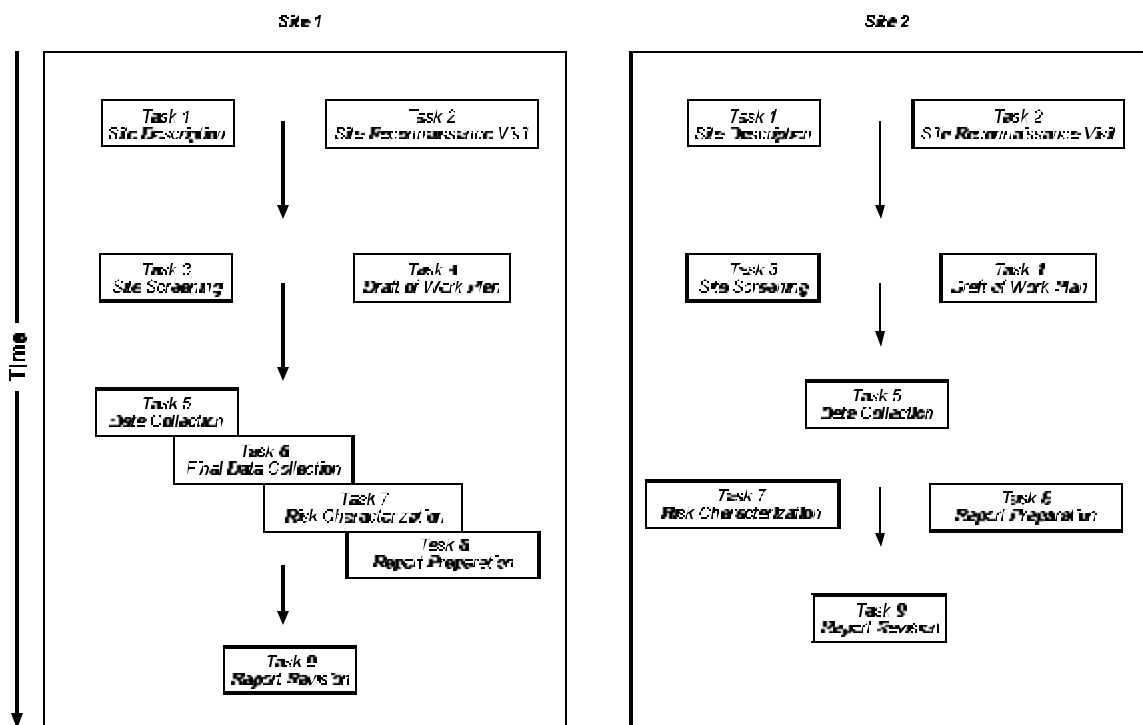 Site 1
Site 2
Time
Task 1
Site Description
Task 2
Site Reconnaissance Visit
Task 3
Site Screening
Task 4
Draft of Work Plan
Task 5
Data Collection
Task 6
Final Data Collection
Task 7
Risk Characterization
Task 8
Report Preparation
Task 9
Report Revision
Task 1
Site Description
Task 2
Site Reconnaissance Visit
Task 3
Site Screening
Task 4
Draft of Work Plan
Task 5
Data Collection
Task 7
Risk Characterization
Task 8
Report Preparation
Task 9
Report Revision